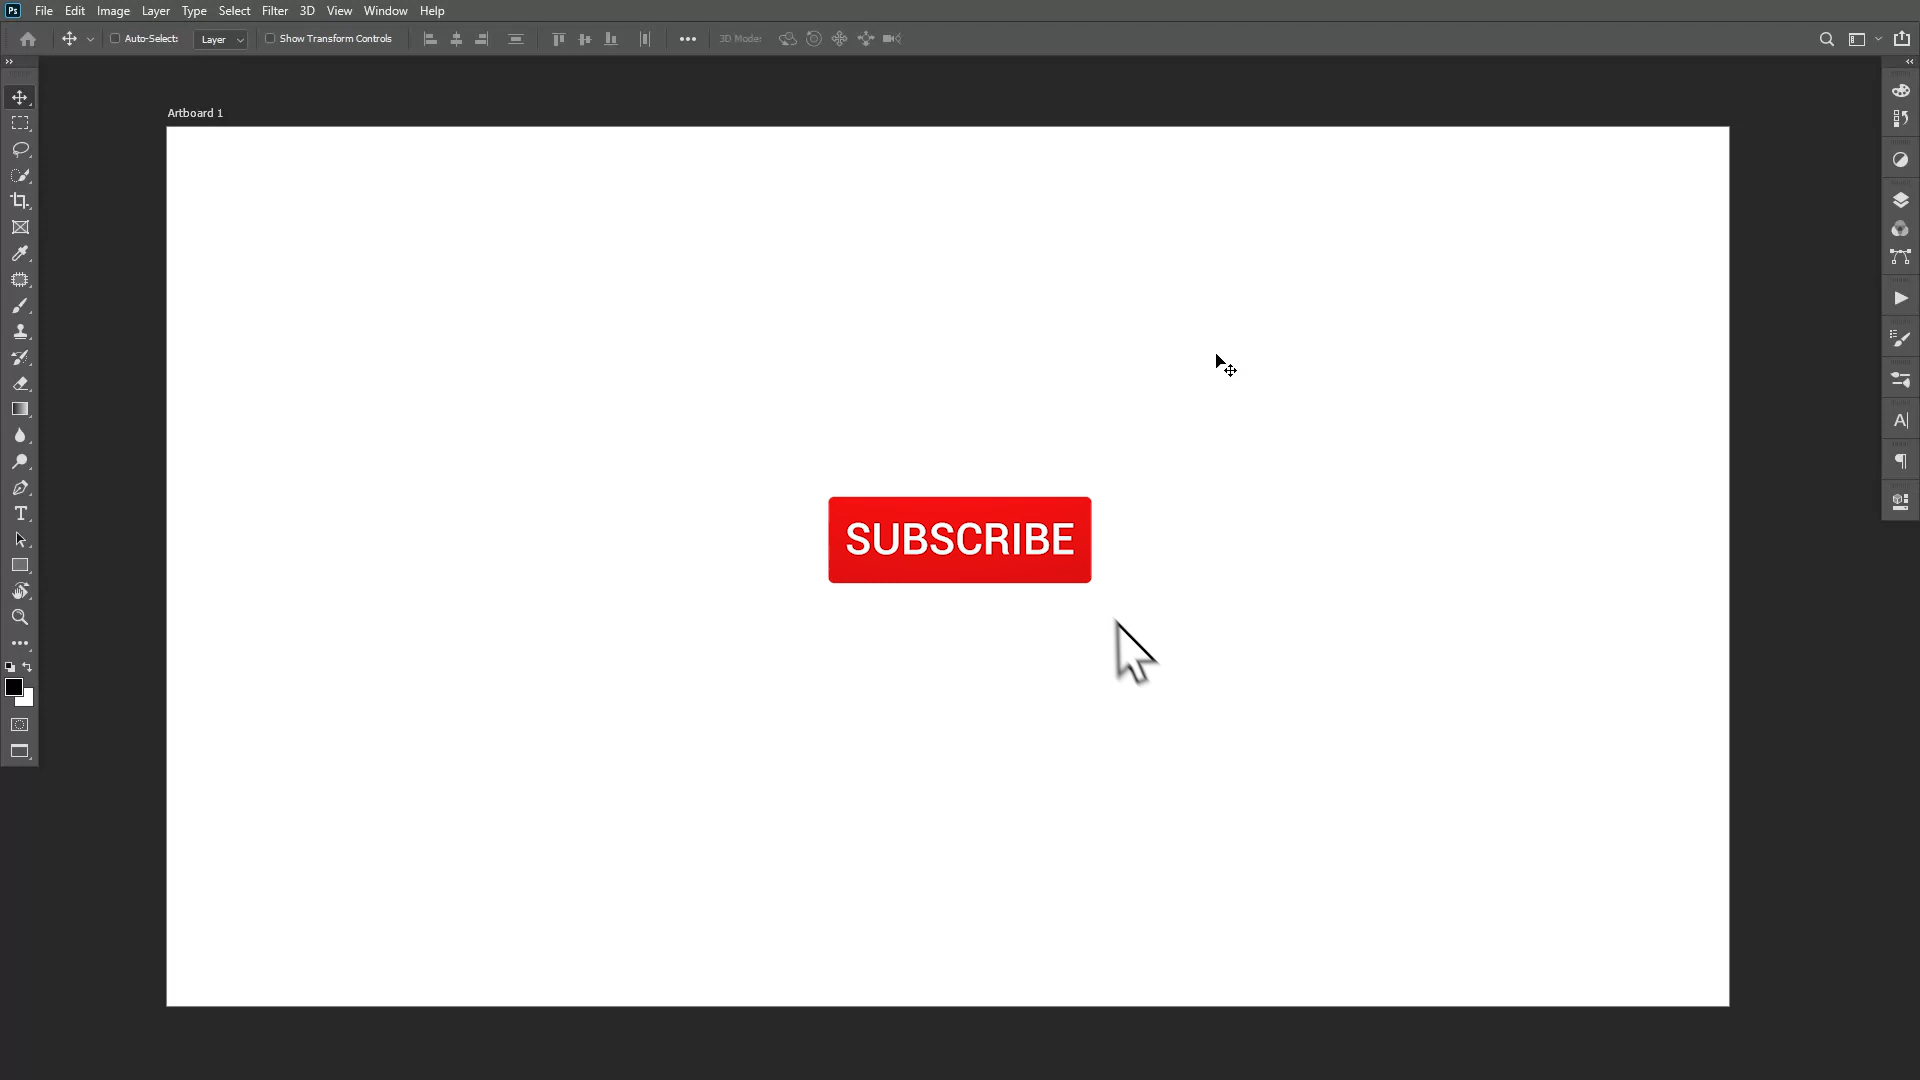 Ps File Edit Image Layer Type Select Filter 3D View Window Help
Auto-Select: Layer Show Transform Controls 3D Mode:
Artboard 1
SUBSCRIBE